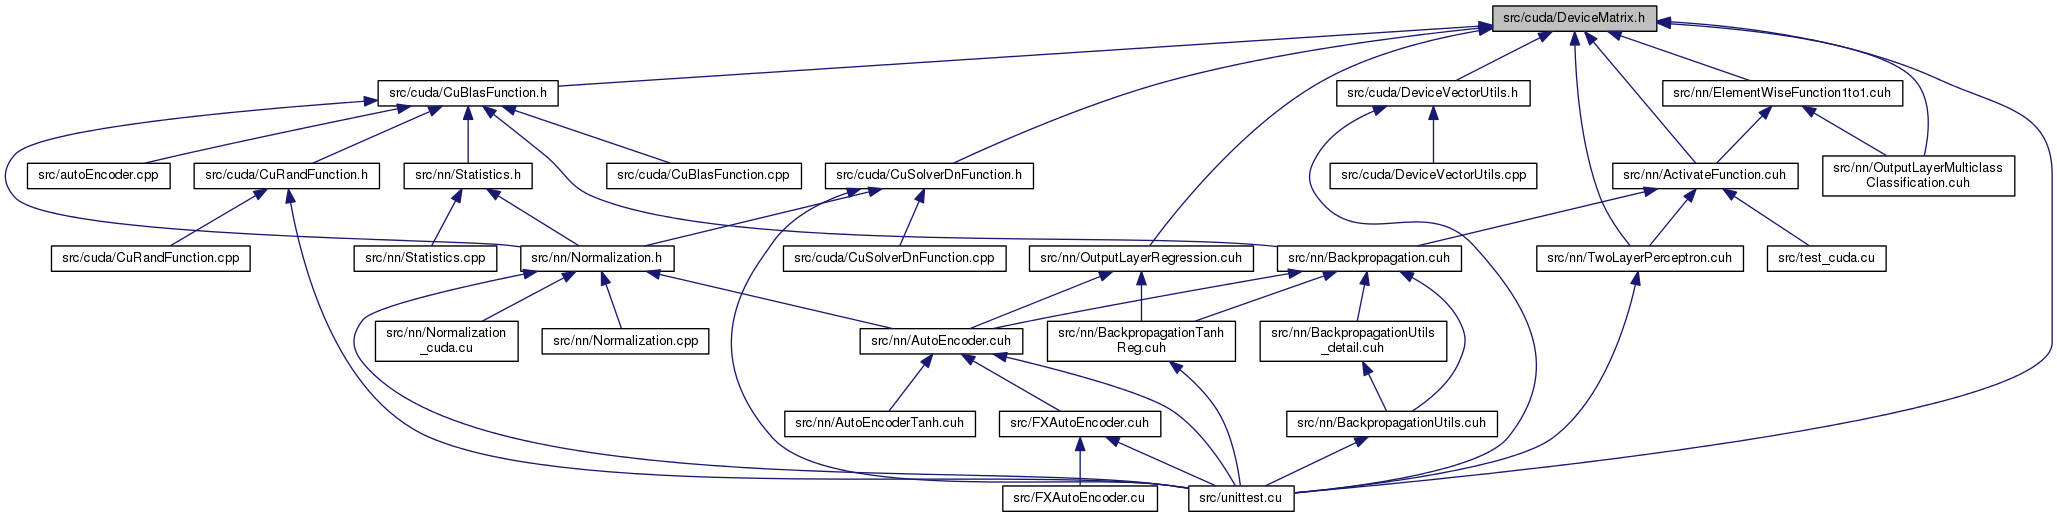 src/cuda/DeviceMatrix.h
src/cuda/CuBlasFunction.h
src/cuda/DeviceVectorUtils.h
src/nn/ElementWiseFunction1to1.cuh
src/autoEncoder.cpp
src/cuda/CuRandFunction.h
src/nn/Statistics.h
src/cuda/CuBlasFunction.cpp
src/cuda/CuSolverDnFunction.h
src/cuda/DeviceVectorUtils.cpp
src/nn/ActivateFunction.cuh
src/nn/OutputLayerMulticlass
Classification.cuh
src/cuda/CuRandFunction.cpp
src/nn/Statistics.cpp
src/nn/Normalization.h
src/cuda/CuSolverDnFunction.cpp
src/nn/OutputLayerRegression.cuh
src/nn/Backpropagation.cuh
src/nn/TwoLayerPerceptron.cuh
src/test_cuda.cu
src/nn/Normalization
_cuda.cu
src/nn/Normalization.cpp
src/nn/AutoEncoder.cuh
src/nn/BackpropagationTanh
Reg.cuh
src/nn/BackpropagationUtils
_detail.cuh
src/nn/AutoEncoderTanh.cuh
src/FXAutoEncoder.cuh
src/nn/BackpropagationUtils.cuh
src/FXAutoEncoder.cu
src/unittest.cu